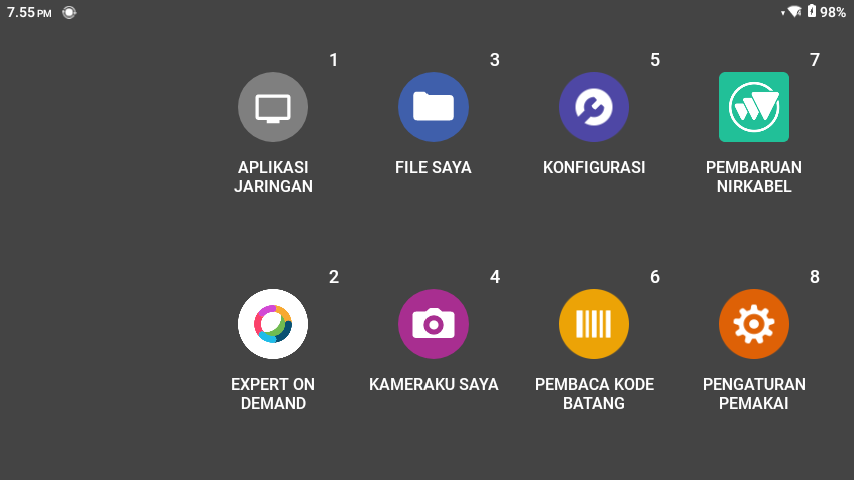 7.55 PM
98%
1
3
5
7
APLIKASI
JARINGAN
FILE SAYA
KONFIGURASI
PEMBARUAN
NIRKABEL
2
4
6
8
EXPERT ON
DEMAND
KAMERAKU SAYA
PEMBACA KODE
BATANG
PENGATURAN
PEMAKAI